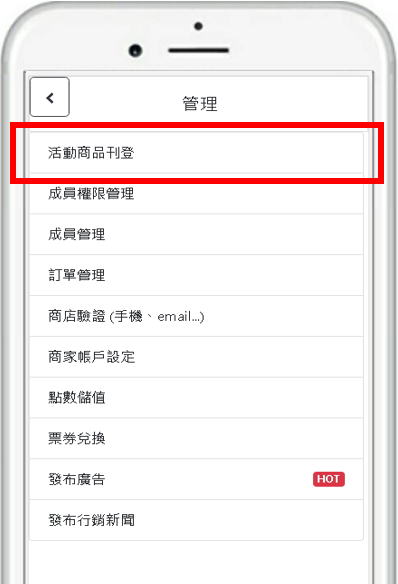 管理
活動商品刊登
成員權限管理
成員管理
訂單管理
商店驗證 (手機、email...)
商家帳戶設定
點數儲值
票券兌換
發布廣告 HOT
發布行銷新聞